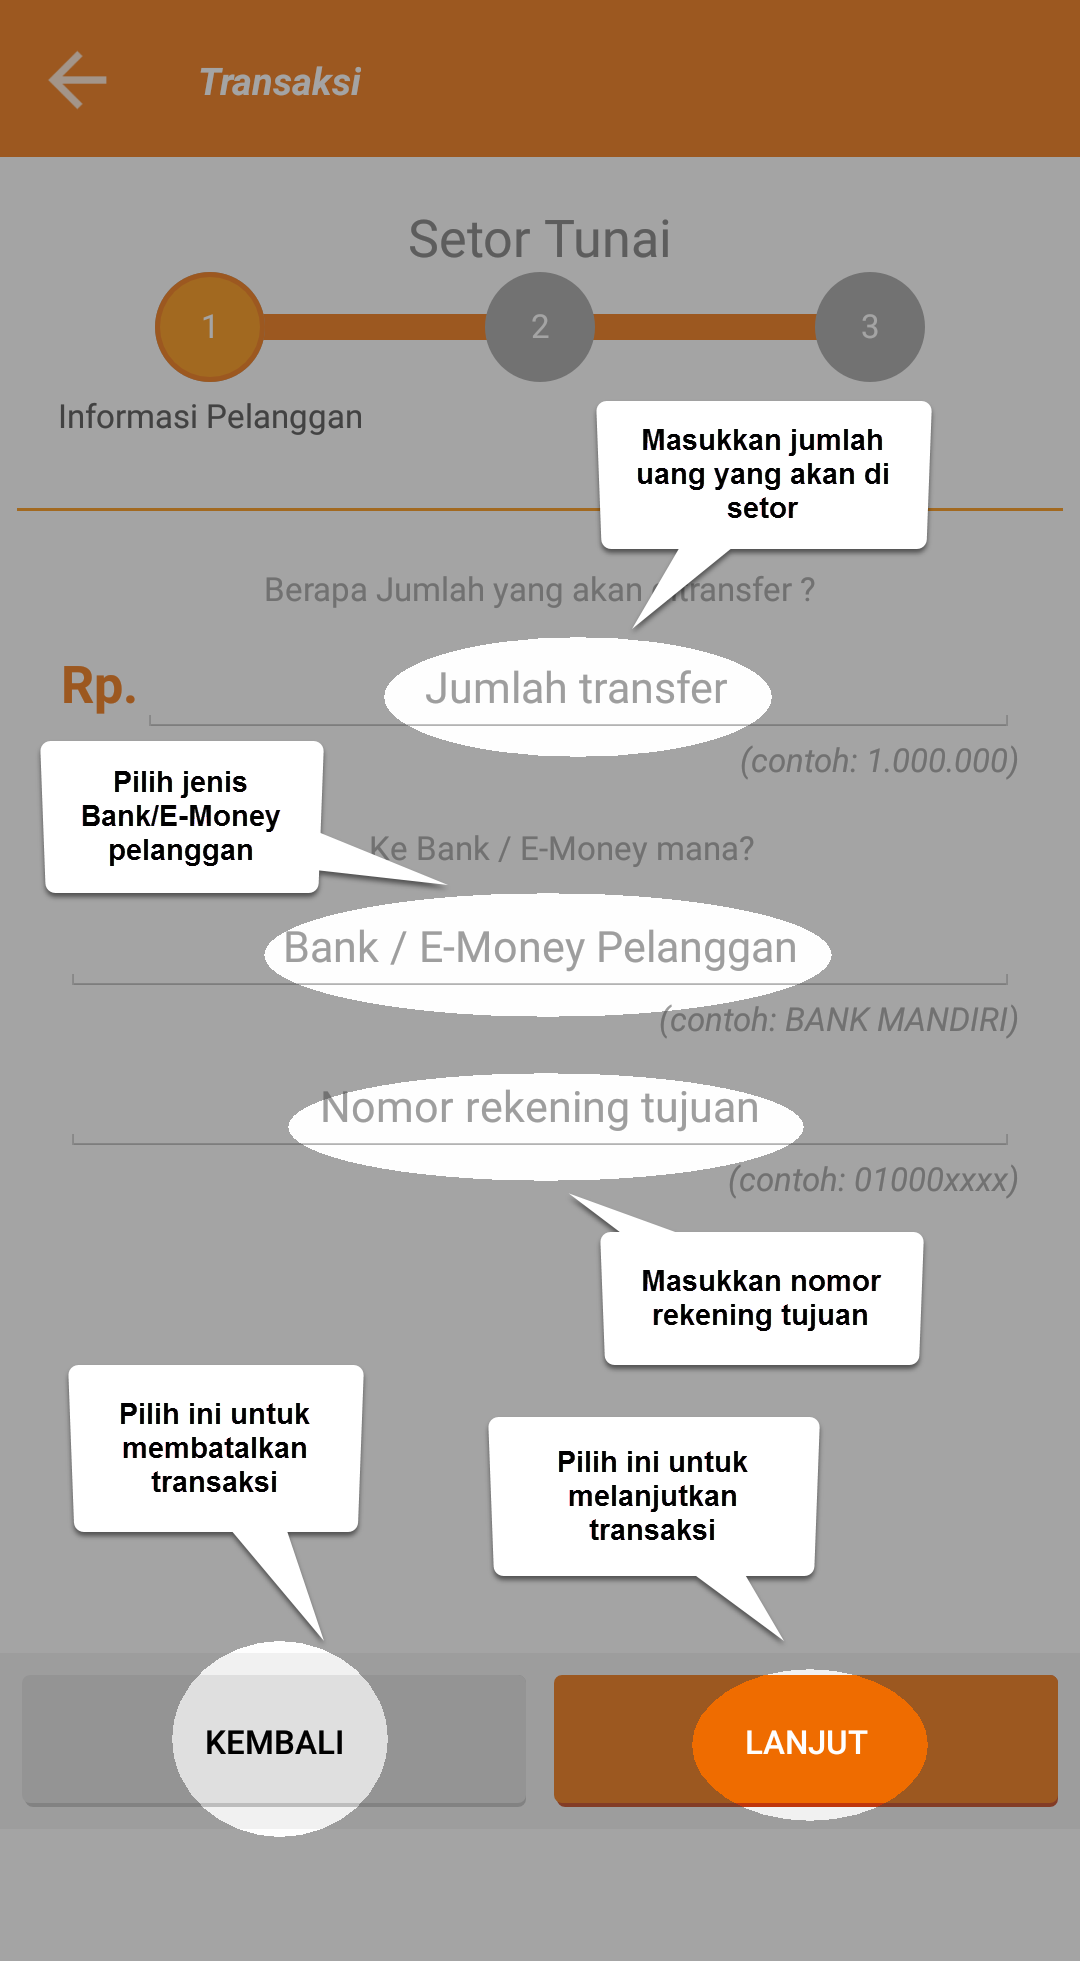 Transaksi
Setor Tunai
1
2
3
Informasi Pelanggan
Masukkan jumlah
uang yang akan di
setor
Berapa Jumlah yang akan ditransfer ?
Rp.
Jumlah transfer
(contoh: 1.000.000)
Pilih jenis
Bank/E-Money
pelanggan
Ke Bank / E-Money mana?
Bank / E-Money Pelanggan
(contoh: BANK MANDIRI)
Nomor rekening tujuan
(contoh: 01000xxxx)
Masukkan nomor
rekening tujuan
Pilih ini untuk
membatalkan
transaksi
Pilih ini untuk
melanjutkan
transaksi
KEMBALI
LANJUT